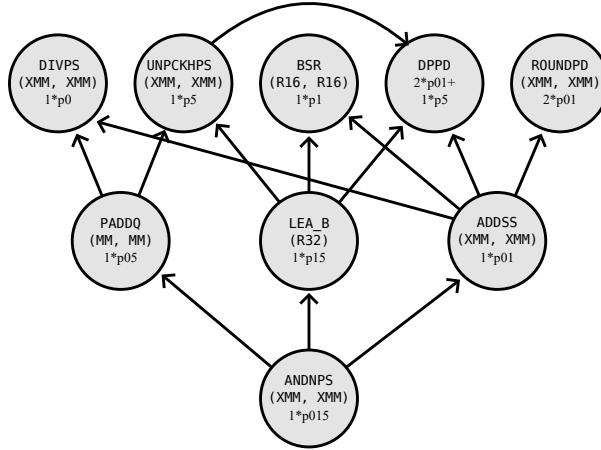 DIVPS
(XMM, XMM)
1*p0
UNPCKHPS
(XMM, XMM)
1*p5
BSR
(R16, R16)
1*p1
DPPD
2*p01+
1*p5
ROUNDPD
(XMM, XMM)
2*p01
PADDQ
(MM, MM)
1*p05
LEA_B
(R32)
1*p15
ADDSS
(XMM, XMM)
1*p01
ANDNPS
(XMM, XMM)
1*p015